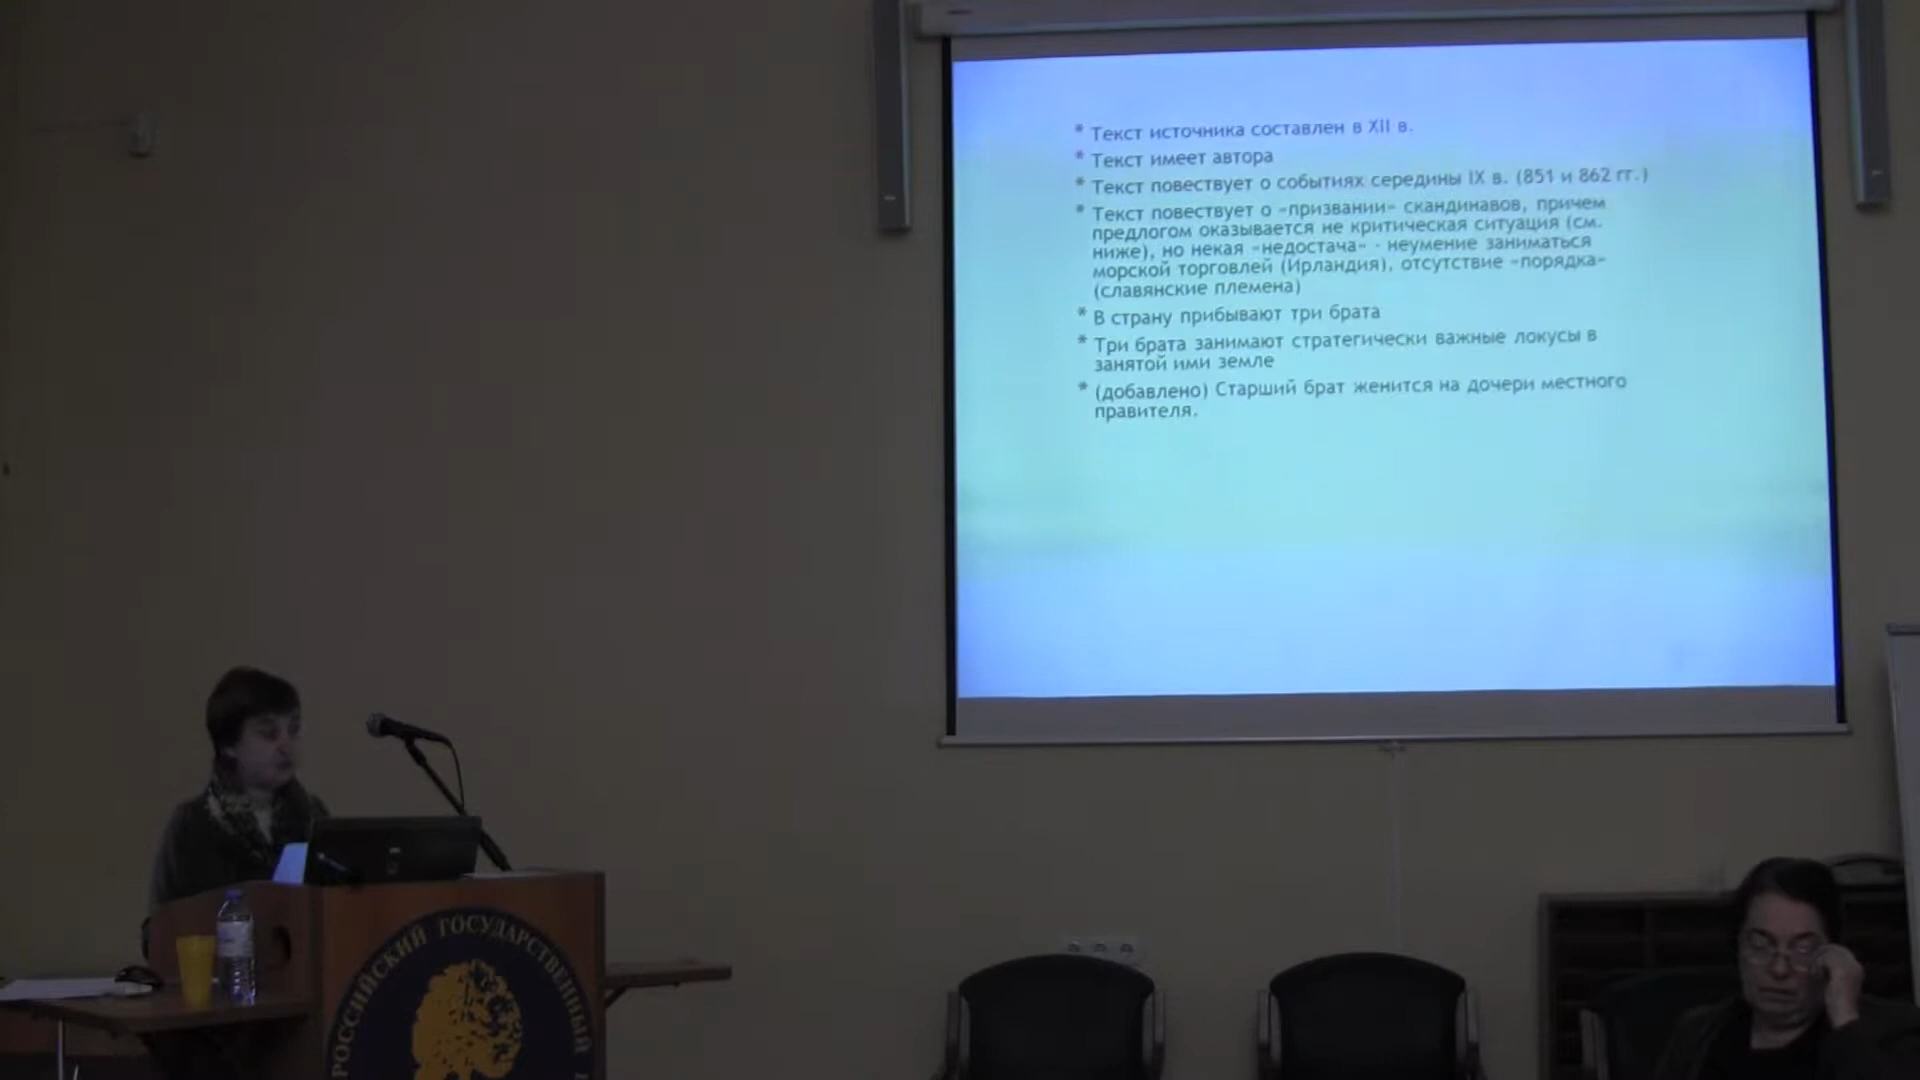 * Текст источника составлен в XII в.
* Текст имеет автора
* Текст повествует о событиях середины IX в. (851 и 862 гг.)
* Текст повествует о «призвании» скандинавов, причем
предлогом оказывается не критическая ситуация (см.
ниже), но некая «недостача» - неумение заниматься
морской торговлей (Ирландия), отсутствие «порядка»
(славянские племена)
* В страну прибывают три брата
* Три брата занимают стратегически важные локусы в
занятой ими земле
* (добавлено) Старший брат женится на дочери местного
правителя.
РОССИЙСКИЙ ГОСУДАРСТВЕННЫЙ